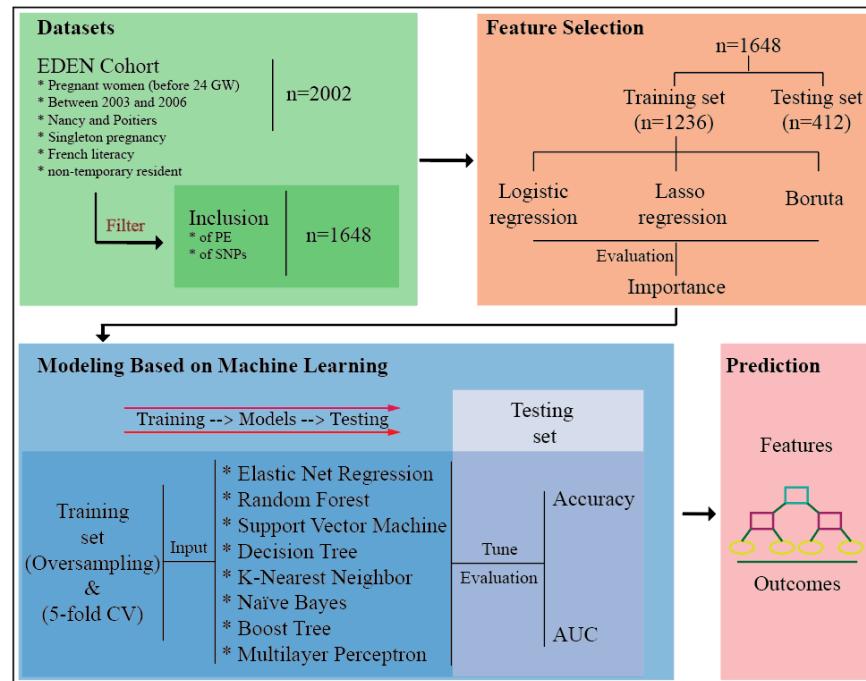 Datasets
EDEN Cohort
* Pregnant women (before 24 GW)
* Between 2003 and 2006
* Nancy and Poitiers
* Singleton pregnancy
* French literacy
* non-temporary resident
n=2002
Filter
Inclusion
* of PE
* of SNPs
n=1648
Feature Selection
n=1648
Training set
(n=1236)
Testing
set
(n=412)
Logistic
regression
Lasso
regression
Boruta
Evaluation
Importance
Modeling Based on Machine Learning
Training --> Models --> Testing
Testing
set
Training
set
(Oversampling)
&
(5-fold CV)
Input
* Elastic Net Regression
* Random Forest
* Support Vector Machine
* Decision Tree
* K-Nearest Neighbor
* Naïve Bayes
* Boost Tree
* Multilayer Perceptron
Tune
Evaluation
Accuracy
AUC
Prediction
Features
Outcomes